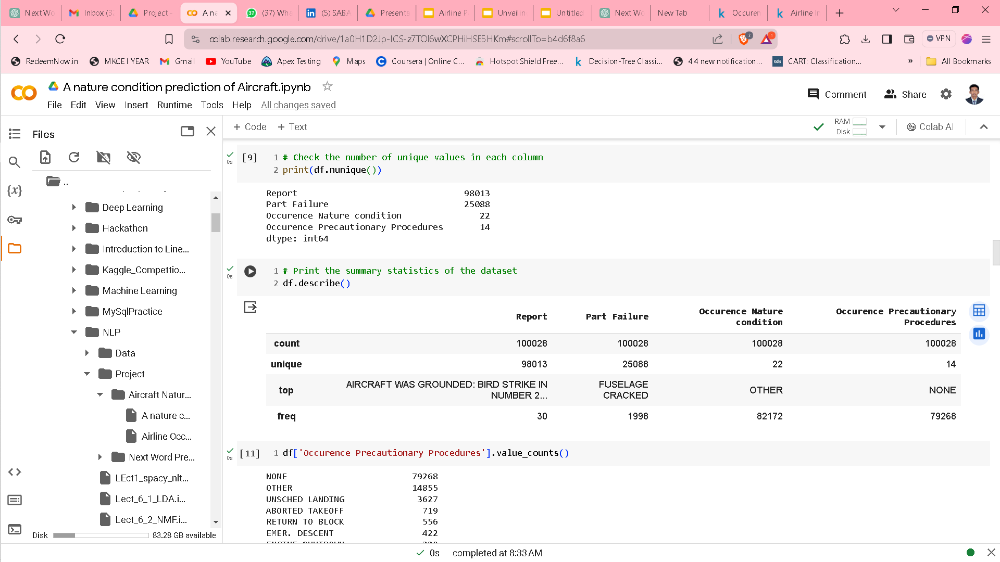 Next Wo
Inbox (3
Project -
A na
(37) Wha
(5) SABA
Presenta
Airline P
Unveilin
Untitled
Next Wo
New Tab
Occuren
Airline In
colab.research.google.com/drive/1a0H1D2Jp-ICS-z7TOl6wXCPHiHSE5HKm#scrollTo=b4d6f8a6
2
1
VPN
RedeemNow.in
MKCE I YEAR
Gmail
YouTube
Apex Testing
Maps
Coursera | Online C...
Hotspot Shield Free...
Decision-Tree Classi...
4 4 new notification...
tds CART: Classification...
»
All Bookmarks
A nature condition prediction of Aircraft.ipynb
File Edit View Insert Runtime Tools Help All changes saved
Comment
Share
Files
+ Code + Text
RAM
Disk
Colab AI
{x}
..
Deep Learning
Hackathon
Introduction to Line...
Kaggle_Compettio...
Machine Learning
MySqlPractice
NLP
Data
Project
Aircraft Natur...
A nature c...
Airline Occ...
Next Word Pre...
LEct1_spacy_nlt...
Lect_6_1_LDA.i...
Lect_6_2_NMF.i...
Disk 83.28 GB available
0s [9] 1 # Check the number of unique values in each column
2 print(df.nunique())
Report 98013
Part Failure 25088
Occurence Nature condition 22
Occurence Precautionary Procedures 14
dtype: int64
0s 1 # Print the summary statistics of the dataset
2 df.describe()
Report Part Failure Occurence Nature condition Occurence Precautionary Procedures
count 100028 100028 100028 100028
unique 98013 25088 22 14
top AIRCRAFT WAS GROUNDED: BIRD STRIKE IN NUMBER 2... FUSELAGE CRACKED OTHER NONE
freq 30 1998 82172 79268
0s [11] 1 df['Occurence Precautionary Procedures'].value_counts()
NONE 79268
OTHER 14855
UNSCHED LANDING 3627
ABORTED TAKEOFF 719
RETURN TO BLOCK 556
EMER. DESCENT 422
0s completed at 8:33 AM